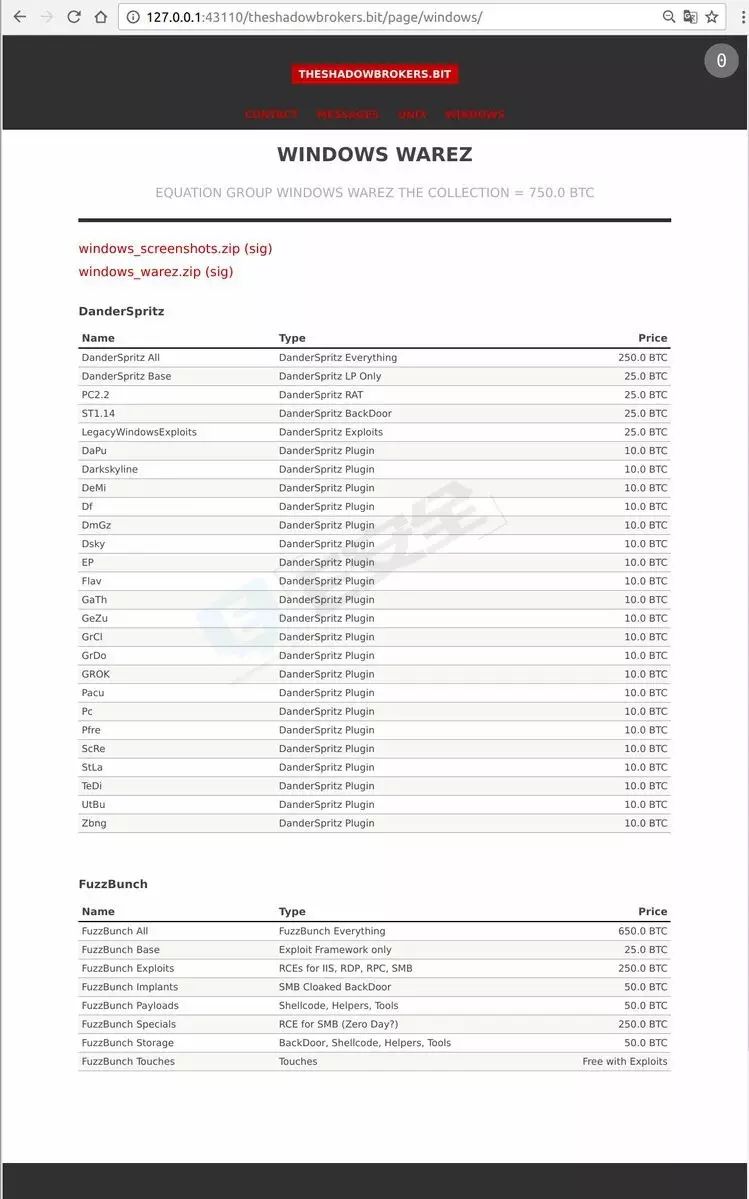 127.0.0.1:43110/theshadowbrokers.bit/page/windows/
0
THESHADOWBROKERS.BIT
CONTACT MESSAGES UNIX WINDOWS
WINDOWS WAREZ
EQUATION GROUP WINDOWS WAREZ THE COLLECTION = 750.0 BTC
windows_screenshots.zip (sig)
windows_warez.zip (sig)
DanderSpritz
Name Type Price
DanderSpritz All DanderSpritz Everything 250.0 BTC
DanderSpritz Base DanderSpritz LP Only 25.0 BTC
PC2.2 DanderSpritz RAT 25.0 BTC
ST1.14 DanderSpritz BackDoor 25.0 BTC
LegacyWindowsExploits DanderSpritz Exploits 25.0 BTC
DaPu DanderSpritz Plugin 10.0 BTC
Darkskyline DanderSpritz Plugin 10.0 BTC
DeMi DanderSpritz Plugin 10.0 BTC
Df DanderSpritz Plugin 10.0 BTC
DmGz DanderSpritz Plugin 10.0 BTC
Dsky DanderSpritz Plugin 10.0 BTC
EP DanderSpritz Plugin 10.0 BTC
Flav DanderSpritz Plugin 10.0 BTC
GaTh DanderSpritz Plugin 10.0 BTC
GeZu DanderSpritz Plugin 10.0 BTC
GrCl DanderSpritz Plugin 10.0 BTC
GrDo DanderSpritz Plugin 10.0 BTC
GROK DanderSpritz Plugin 10.0 BTC
Pacu DanderSpritz Plugin 10.0 BTC
Pc DanderSpritz Plugin 10.0 BTC
Pfre DanderSpritz Plugin 10.0 BTC
ScRe DanderSpritz Plugin 10.0 BTC
StLa DanderSpritz Plugin 10.0 BTC
TeDi DanderSpritz Plugin 10.0 BTC
UtBu DanderSpritz Plugin 10.0 BTC
Zbng DanderSpritz Plugin 10.0 BTC
FuzzBunch
Name Type Price
FuzzBunch All FuzzBunch Everything 650.0 BTC
FuzzBunch Base Exploit Framework only 25.0 BTC
FuzzBunch Exploits RCEs for IIS, RDP, RPC, SMB 250.0 BTC
FuzzBunch Implants SMB Cloaked BackDoor 50.0 BTC
FuzzBunch Payloads Shellcode, Helpers, Tools 50.0 BTC
FuzzBunch Specials RCE for SMB (Zero Day?) 250.0 BTC
FuzzBunch Storage BackDoor, Shellcode, Helpers, Tools 50.0 BTC
FuzzBunch Touches Touches Free with Exploits